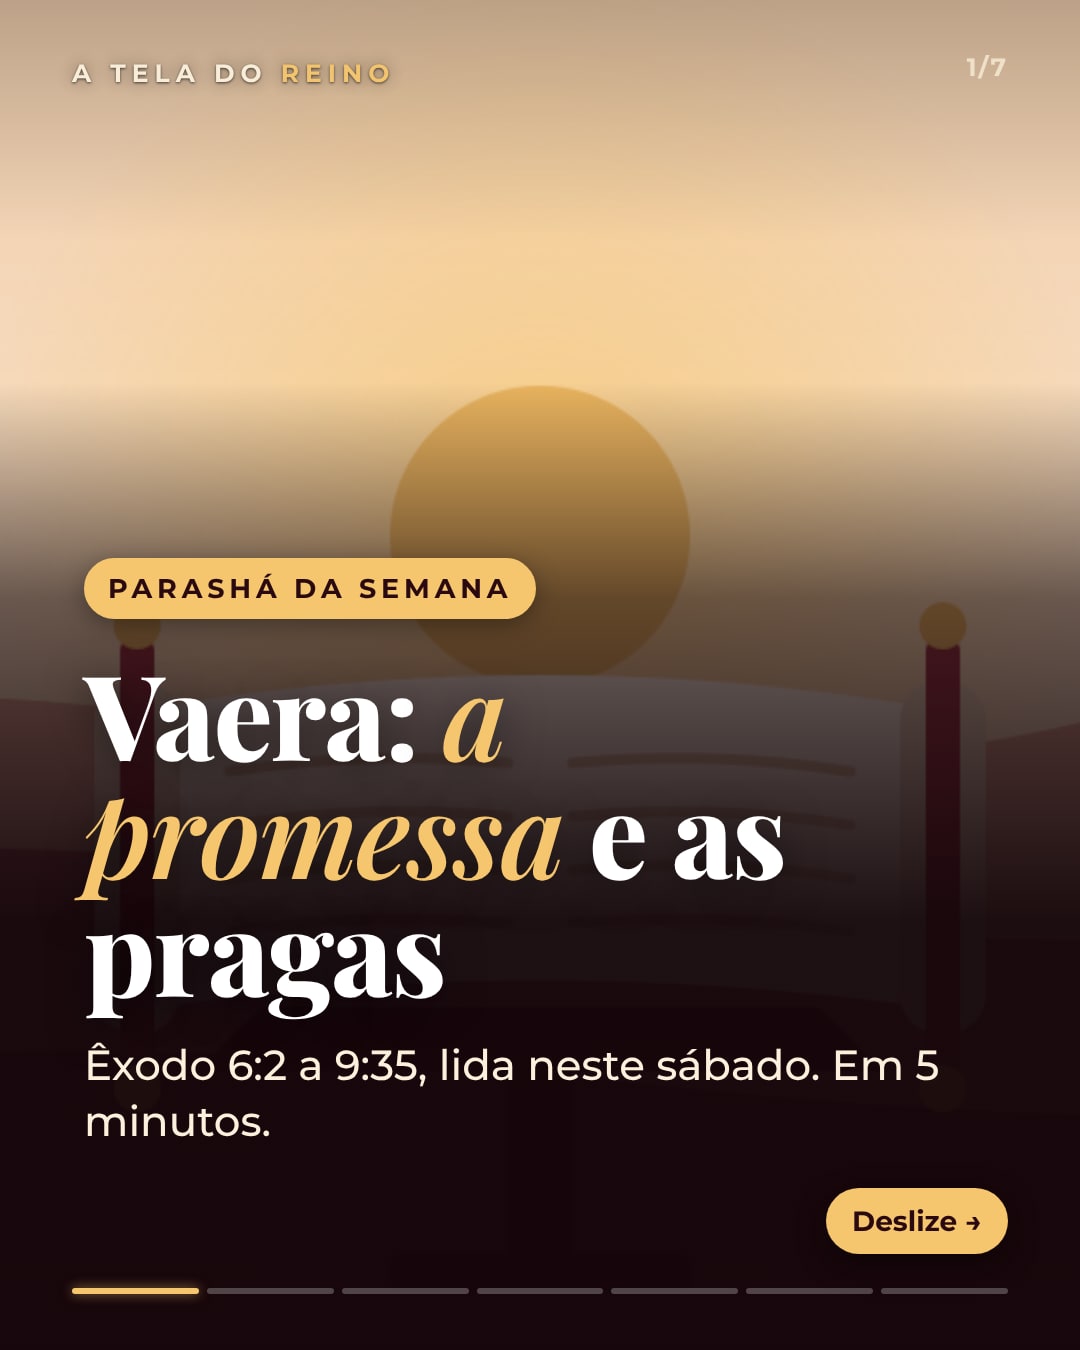 A TELA DO REINO
1/7
PARASHÁ DA SEMANA
Vaera: a
promessa e as
pragas
Êxodo 6:2 a 9:35, lida neste sábado. Em 5
minutos.
Deslize →